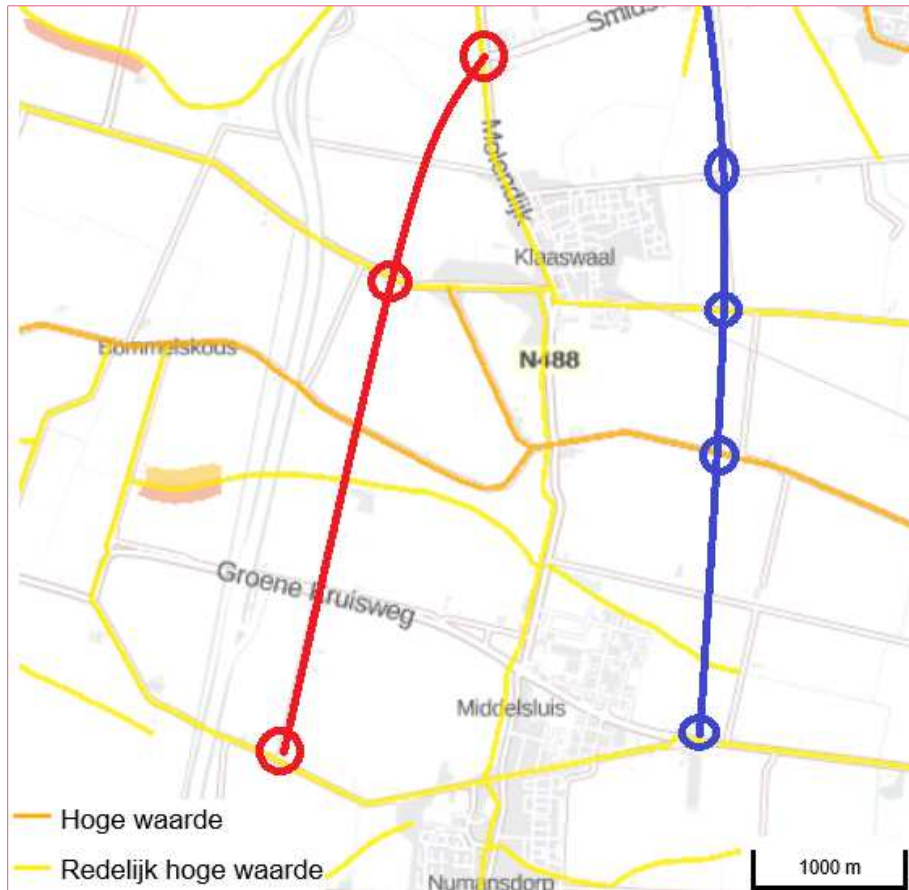 Molendijk
Klaaswaal
Bommelskous
N488
Groene Kruisweg
Middelsluis
Hoge waarde
Redelijk hoge waarde
Numansdorp
1000 m